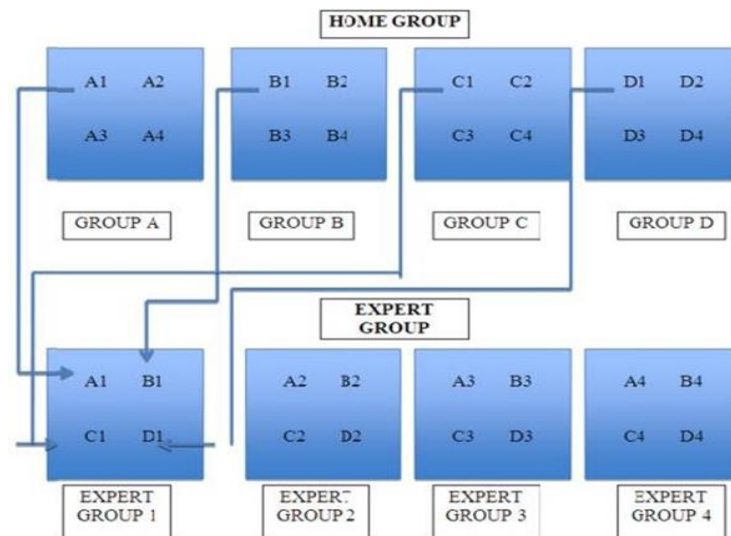 HOME GROUP
A1 A2 B1 B2 C1 C2 D1 D2
A3 A4 B3 B4 C3 C4 D3 D4
GROUP A GROUP B GROUP C GROUP D
EXPERT
GROUP
A1 B1 A2 B2 A3 B3 A4 B4
C1 D1 C2 D2 C3 D3 C4 D4
EXPERT EXPERT EXPERT EXPERT
GROUP 1 GROUP 2 GROUP 3 GROUP 4